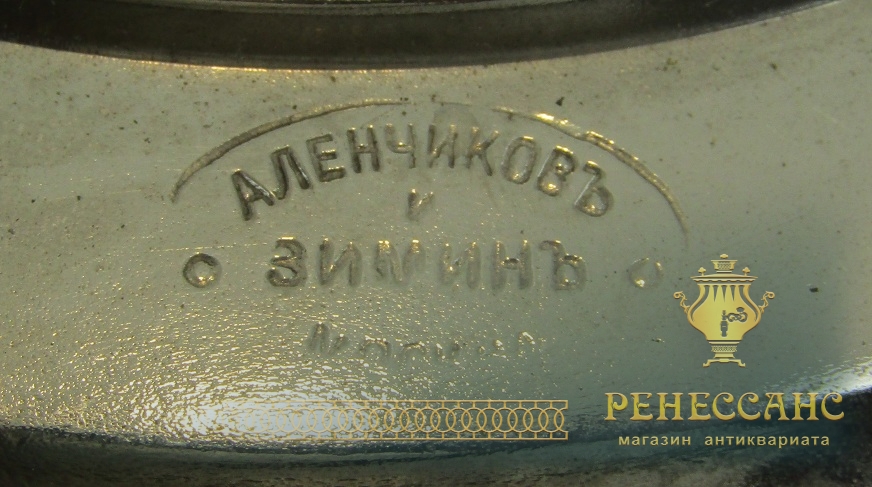 АЛЕНЧИКОВЪ
и
ЗИМИНЪ
РЕНЕССАНС
магазин антиквариата